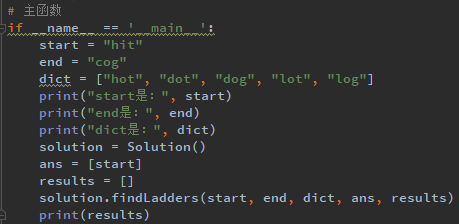 # 主函数
if __name__ == '__main__':
    start = "hit"
    end = "cog"
    dict = ["hot", "dot", "dog", "lot", "log"]
    print("start是：", start)
    print("end是：", end)
    print("dict是：", dict)
    solution = Solution()
    ans = [start]
    results = []
    solution.findLadders(start, end, dict, ans, results)
    print(results)